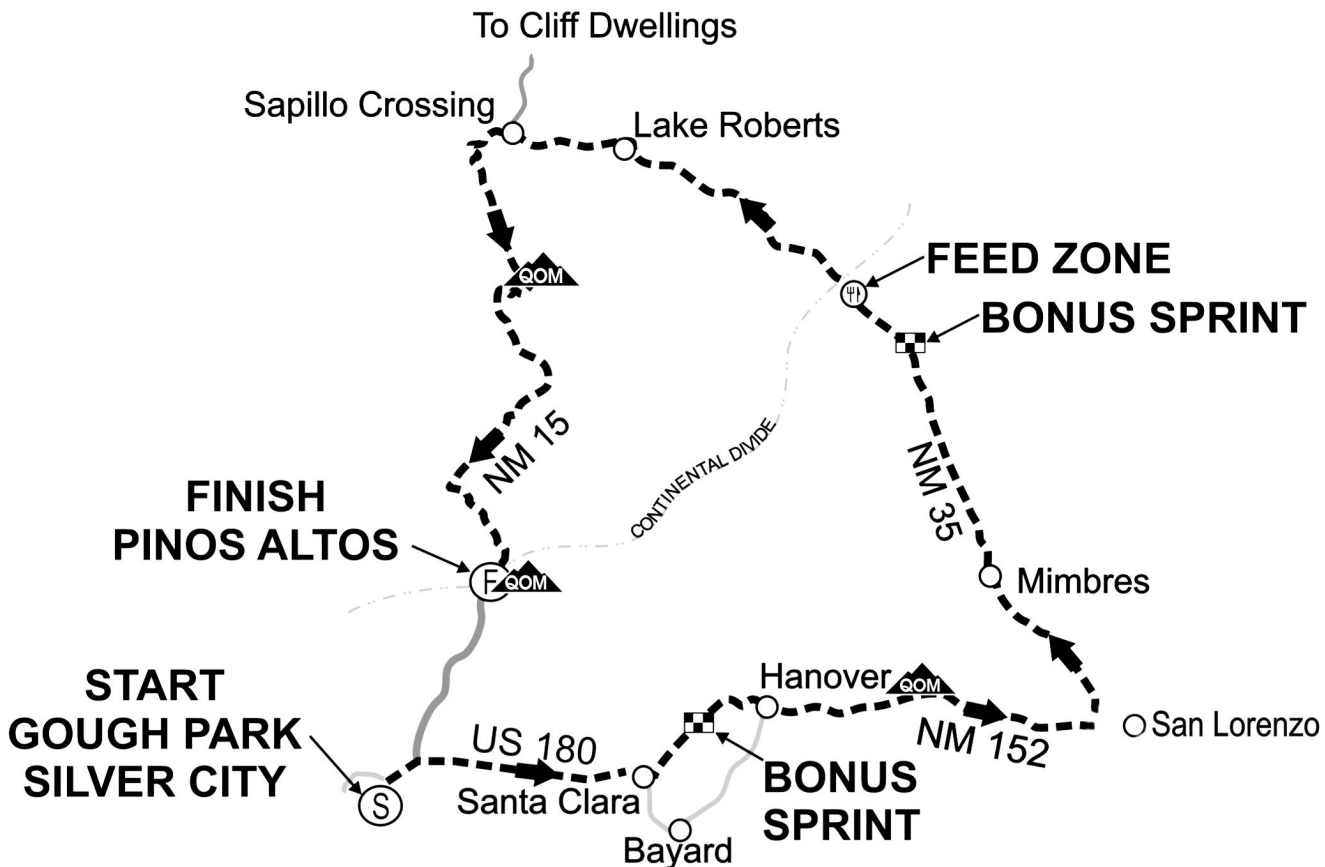 To Cliff Dwellings
Sapillo Crossing
Lake Roberts
QOM
FEED ZONE
BONUS SPRINT
NM 15
CONTINENTAL DIVIDE
NM 35
FINISH
PINOS ALTOS
F
QOM
Mimbres
START
GOUGH PARK
SILVER CITY
S
US 180
Santa Clara
Bayard
Hanover
QOM
BONUS
SPRINT
NM 152
San Lorenzo